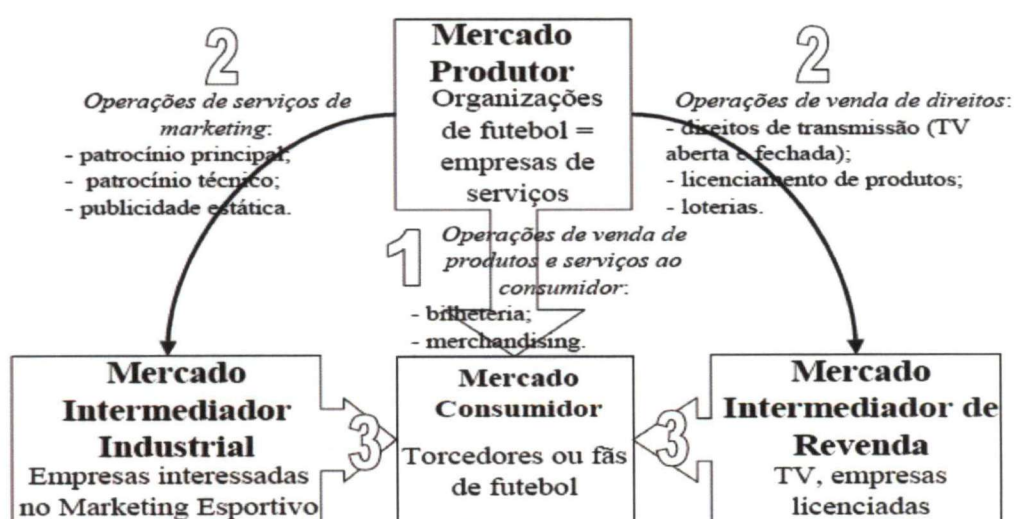 2
Operações de serviços de
marketing:
- patrocínio principal;
- patrocínio técnico;
- publicidade estática.
Mercado
Produtor
Organizações
de futebol =
empresas de
serviços
2
Operações de venda de direitos:
- direitos de transmissão (TV
aberta e fechada);
- licenciamento de produtos;
- loterias.
1
Operações de venda de
produtos e serviços ao
consumidor:
- bilheteria;
- merchandising.
Mercado
Intermediador
Industrial
Empresas interessadas
no Marketing Esportivo
3
Mercado
Consumidor
Torcedores ou fãs
de futebol
3
Mercado
Intermediador de
Revenda
TV, empresas
licenciadas